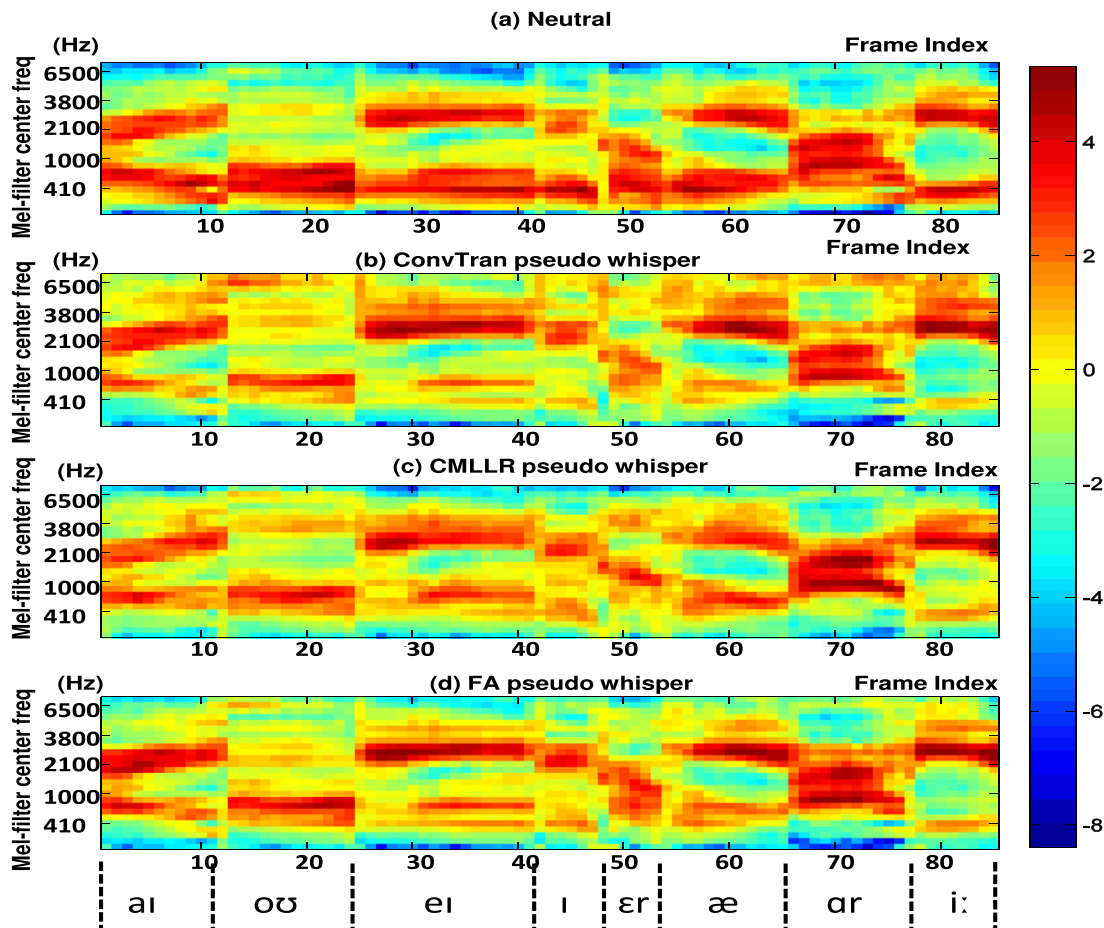 (a) Neutral
(Hz) Frame Index
Mel-filter center freq
6500
3800
2100
1000
410
10 20 30 40 50 60 70 80
Frame Index
(Hz) (b) ConvTran pseudo whisper
Mel-filter center freq
6500
3800
2100
1000
410
10 20 30 40 50 60 70 80
(Hz) (c) CMLLR pseudo whisper Frame Index
Mel-filter center freq
6500
3800
2100
1000
410
10 20 30 40 50 60 70 80
(Hz) (d) FA pseudo whisper Frame Index
Mel-filter center freq
6500
3800
2100
1000
410
10 20 30 40 50 60 70 80
aɪ oʊ eɪ ɪ ɛr æ ɑr iː
4
2
0
-2
-4
-6
-8